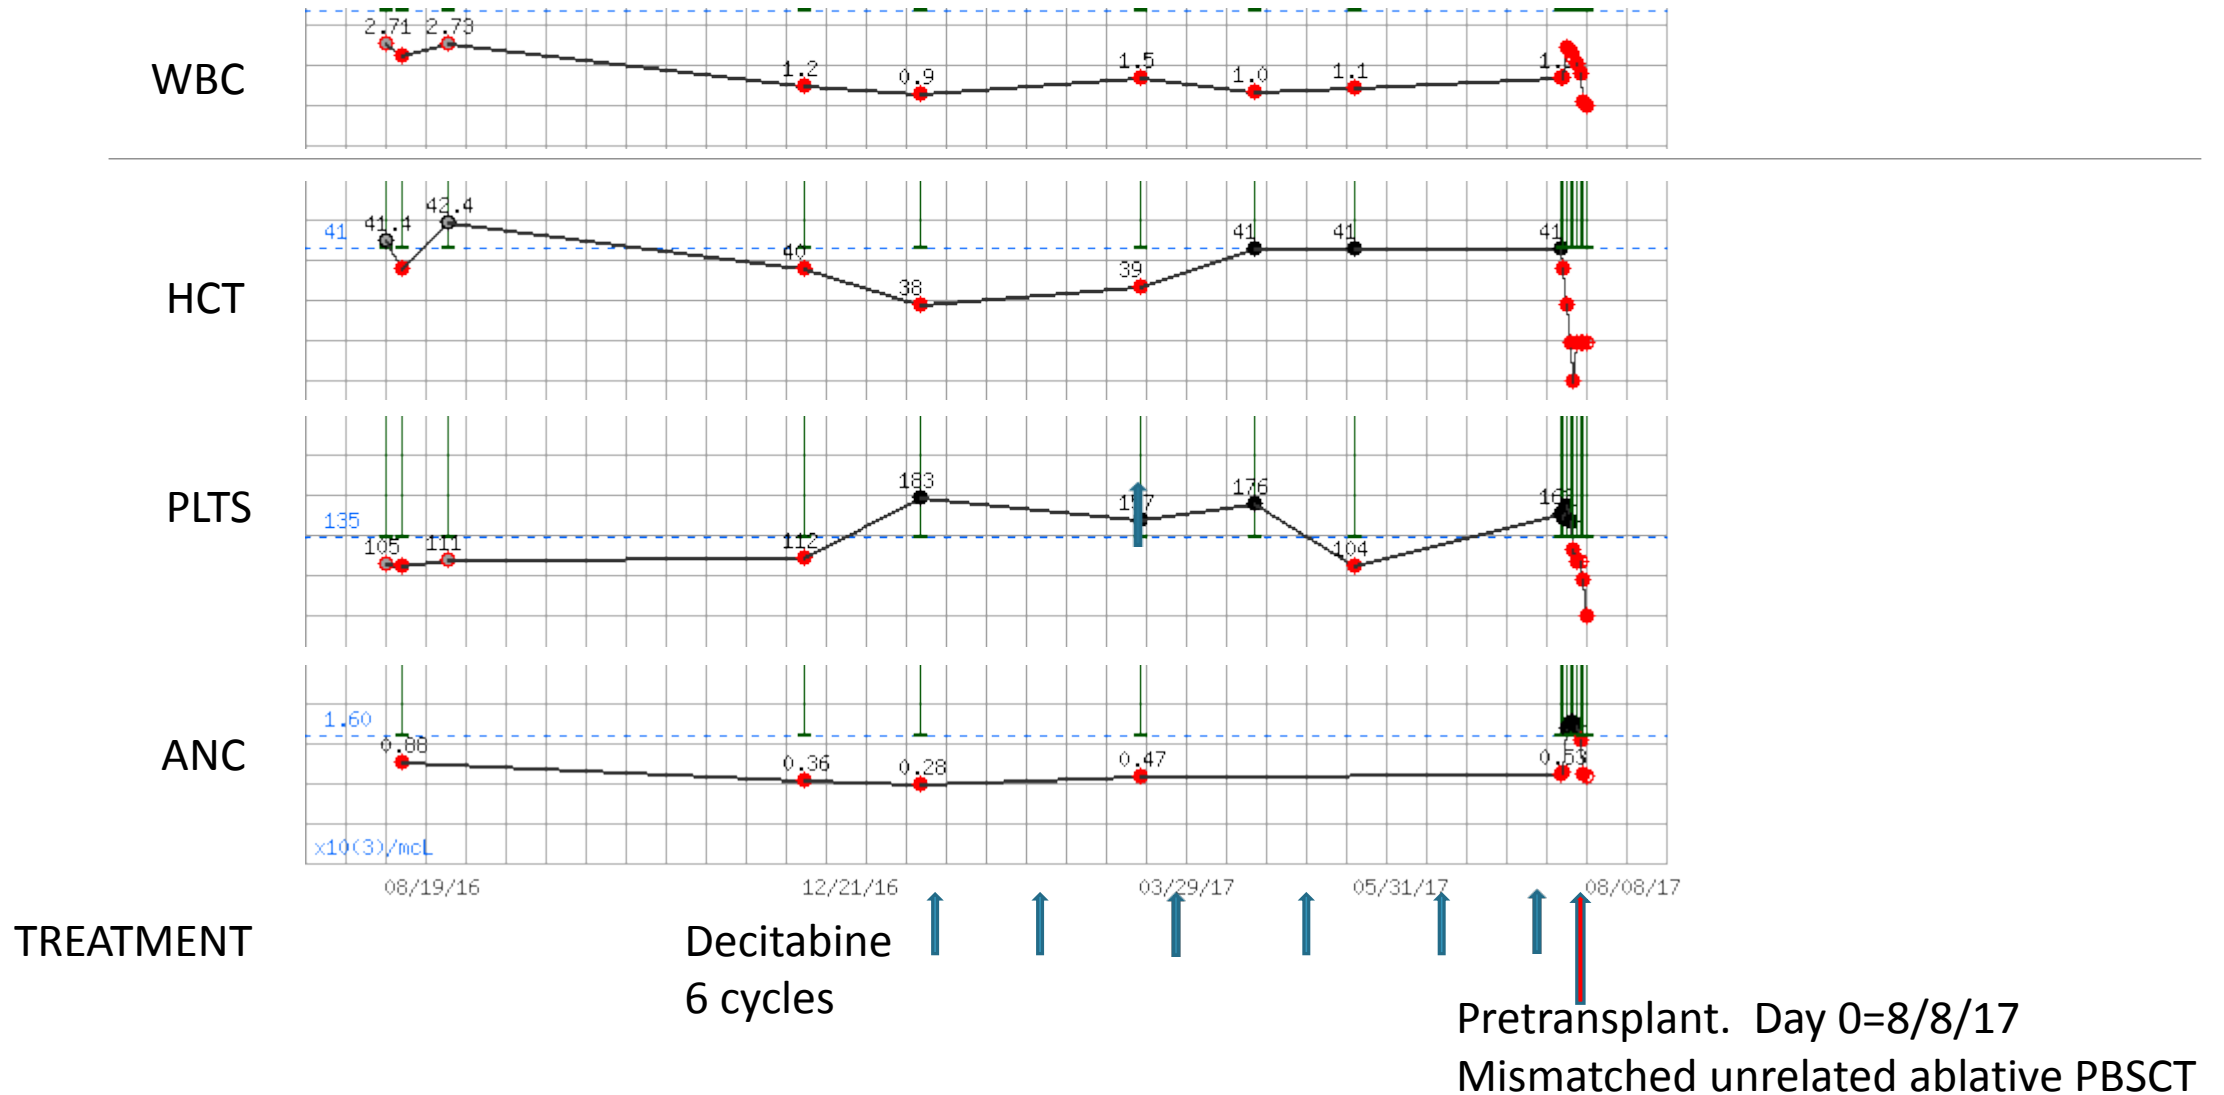 2.71 2.73
WBC
1.2 0.9 1.5 1.0 1.1
41.4 42.4
41 40 38 39 41 41 41
HCT
PLTS
135
105 111 112 183 176 104
ANC
1.60
0.88 0.36 0.28 0.47 0.53
x10(3)/mcL
08/19/16 12/21/16 03/29/17 05/31/17 08/08/17
TREATMENT
Decitabine
6 cycles
Pretransplant. Day 0=8/8/17
Mismatched unrelated ablative PBSCT